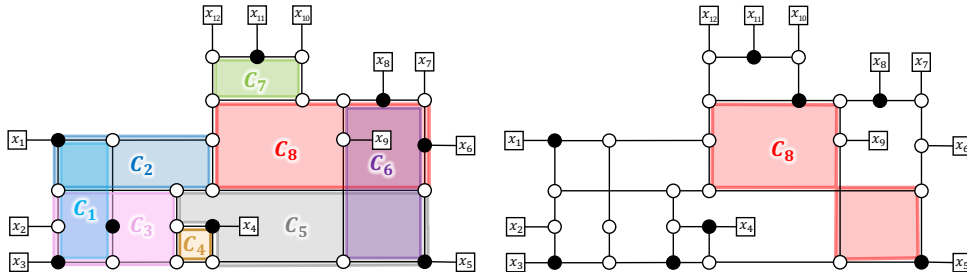 x₁₂ x₁₁ x₁₀ x₈ x₇
C₇
x₁ C₂ C₈ x₉ C₆ x₆
C₁
x₂ C₃ C₄ x₄ C₅
x₃ x₅
x₁₂ x₁₁ x₁₀ x₈ x₇
x₁ C₈ x₉ x₆
x₂ x₄
x₃ x₅